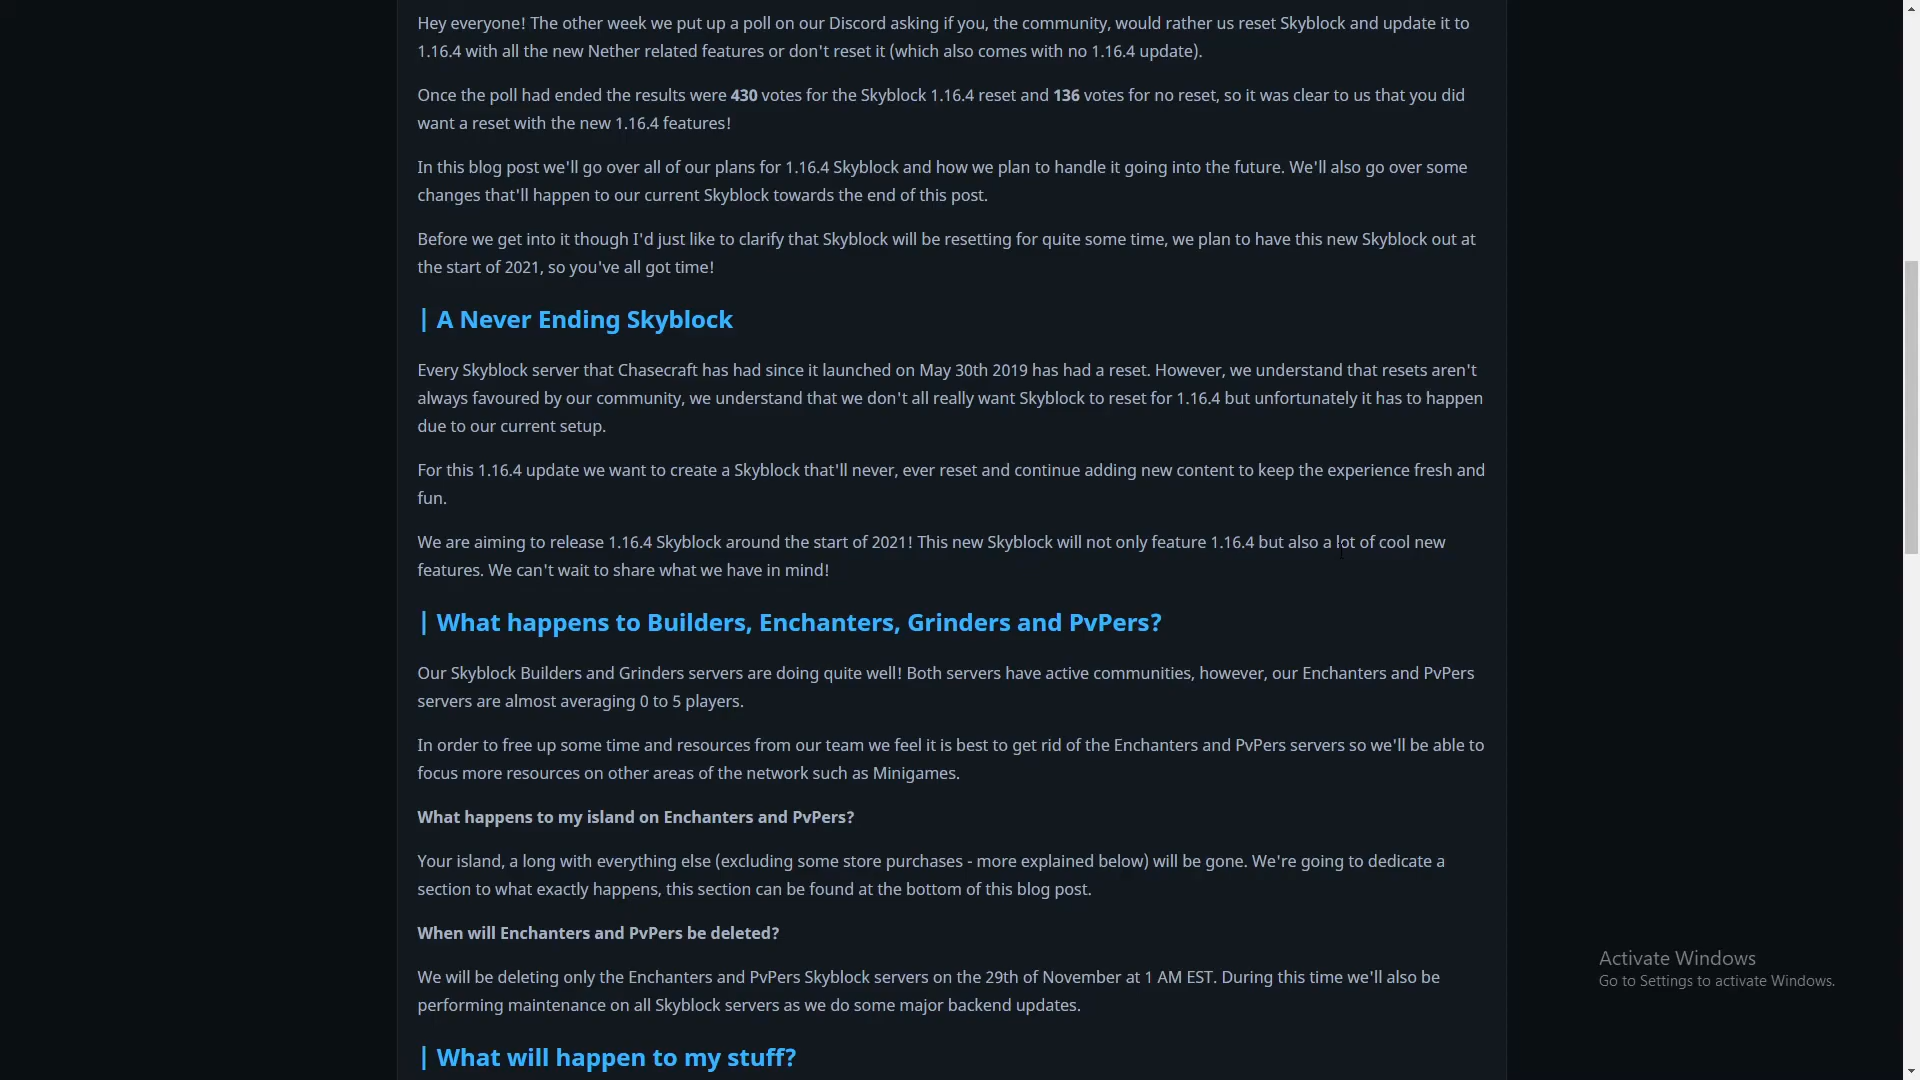 Hey everyone! The other week we put up a poll on our Discord asking if you, the community, would rather us reset Skyblock and update it to
1.16.4 with all the new Nether related features or don't reset it (which also comes with no 1.16.4 update).
Once the poll had ended the results were 430 votes for the Skyblock 1.16.4 reset and 136 votes for no reset, so it was clear to us that you did
want a reset with the new 1.16.4 features!
In this blog post we'll go over all of our plans for 1.16.4 Skyblock and how we plan to handle it going into the future. We'll also go over some
changes that'll happen to our current Skyblock towards the end of this post.
Before we get into it though I'd just like to clarify that Skyblock will be resetting for quite some time, we plan to have this new Skyblock out at
the start of 2021, so you've all got time!
| A Never Ending Skyblock
Every Skyblock server that Chasecraft has had since it launched on May 30th 2019 has had a reset. However, we understand that resets aren't
always favoured by our community, we understand that we don't all really want Skyblock to reset for 1.16.4 but unfortunately it has to happen
due to our current setup.
For this 1.16.4 update we want to create a Skyblock that'll never, ever reset and continue adding new content to keep the experience fresh and
fun.
We are aiming to release 1.16.4 Skyblock around the start of 2021! This new Skyblock will not only feature 1.16.4 but also a lot of cool new
features. We can't wait to share what we have in mind!
| What happens to Builders, Enchanters, Grinders and PvPers?
Our Skyblock Builders and Grinders servers are doing quite well! Both servers have active communities, however, our Enchanters and PvPers
servers are almost averaging 0 to 5 players.
In order to free up some time and resources from our team we feel it is best to get rid of the Enchanters and PvPers servers so we'll be able to
focus more resources on other areas of the network such as Minigames.
What happens to my island on Enchanters and PvPers?
Your island, a long with everything else (excluding some store purchases - more explained below) will be gone. We're going to dedicate a
section to what exactly happens, this section can be found at the bottom of this blog post.
When will Enchanters and PvPers be deleted?
We will be deleting only the Enchanters and PvPers Skyblock servers on the 29th of November at 1 AM EST. During this time we'll also be
performing maintenance on all Skyblock servers as we do some major backend updates.
| What will happen to my stuff?
Activate Windows
Go to Settings to activate Windows.